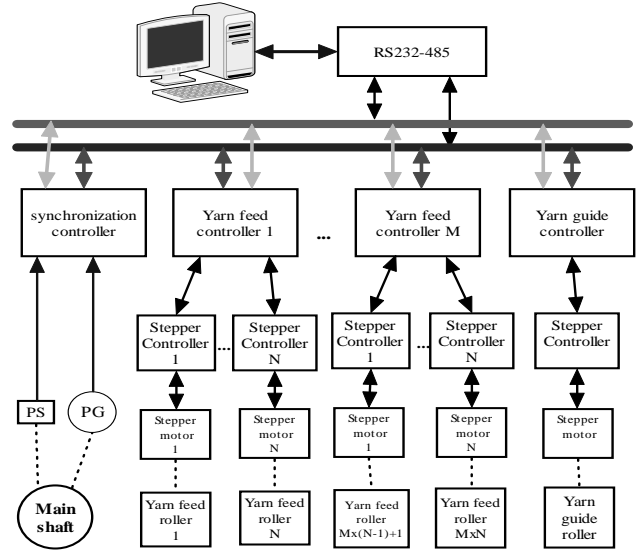 RS232-485
synchronization
controller
Yarn feed
controller 1
...
Yarn feed
controller M
Yarn guide
controller
Stepper
Controller
1
...
Stepper
Controller
N
Stepper
Controller
1
...
Stepper
Controller
N
Stepper
Controller
PS
PG
Stepper
motor
1
Stepper
motor
N
Stepper
motor
1
Stepper
motor
N
Stepper
motor
Main
shaft
Yarn feed
roller
1
Yarn feed
roller
N
Yarn feed
roller
Mx(N-1)+1
Yarn feed
roller
MxN
Yarn
guide
roller